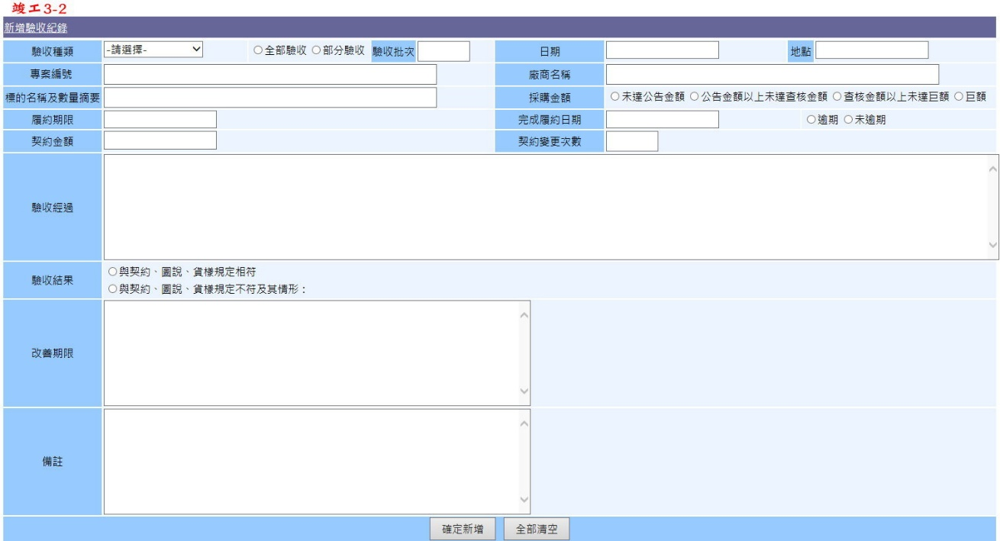 竣工3-2
新增驗收紀錄
驗收種類 -請選擇- 全部驗收 部分驗收 驗收批次 日期 地點
專案編號 廠商名稱
標的名稱及數量摘要 採購金額 未達公告金額 公告金額以上未達查核金額 查核金額以上未達巨額 巨額
履約期限 完成履約日期 逾期 未逾期
契約金額 契約變更次數
驗收經過
驗收結果 與契約、圖說、貨樣規定相符
與契約、圖說、貨樣規定不符及其情形：
改善期限
備註
確定新增 全部清空